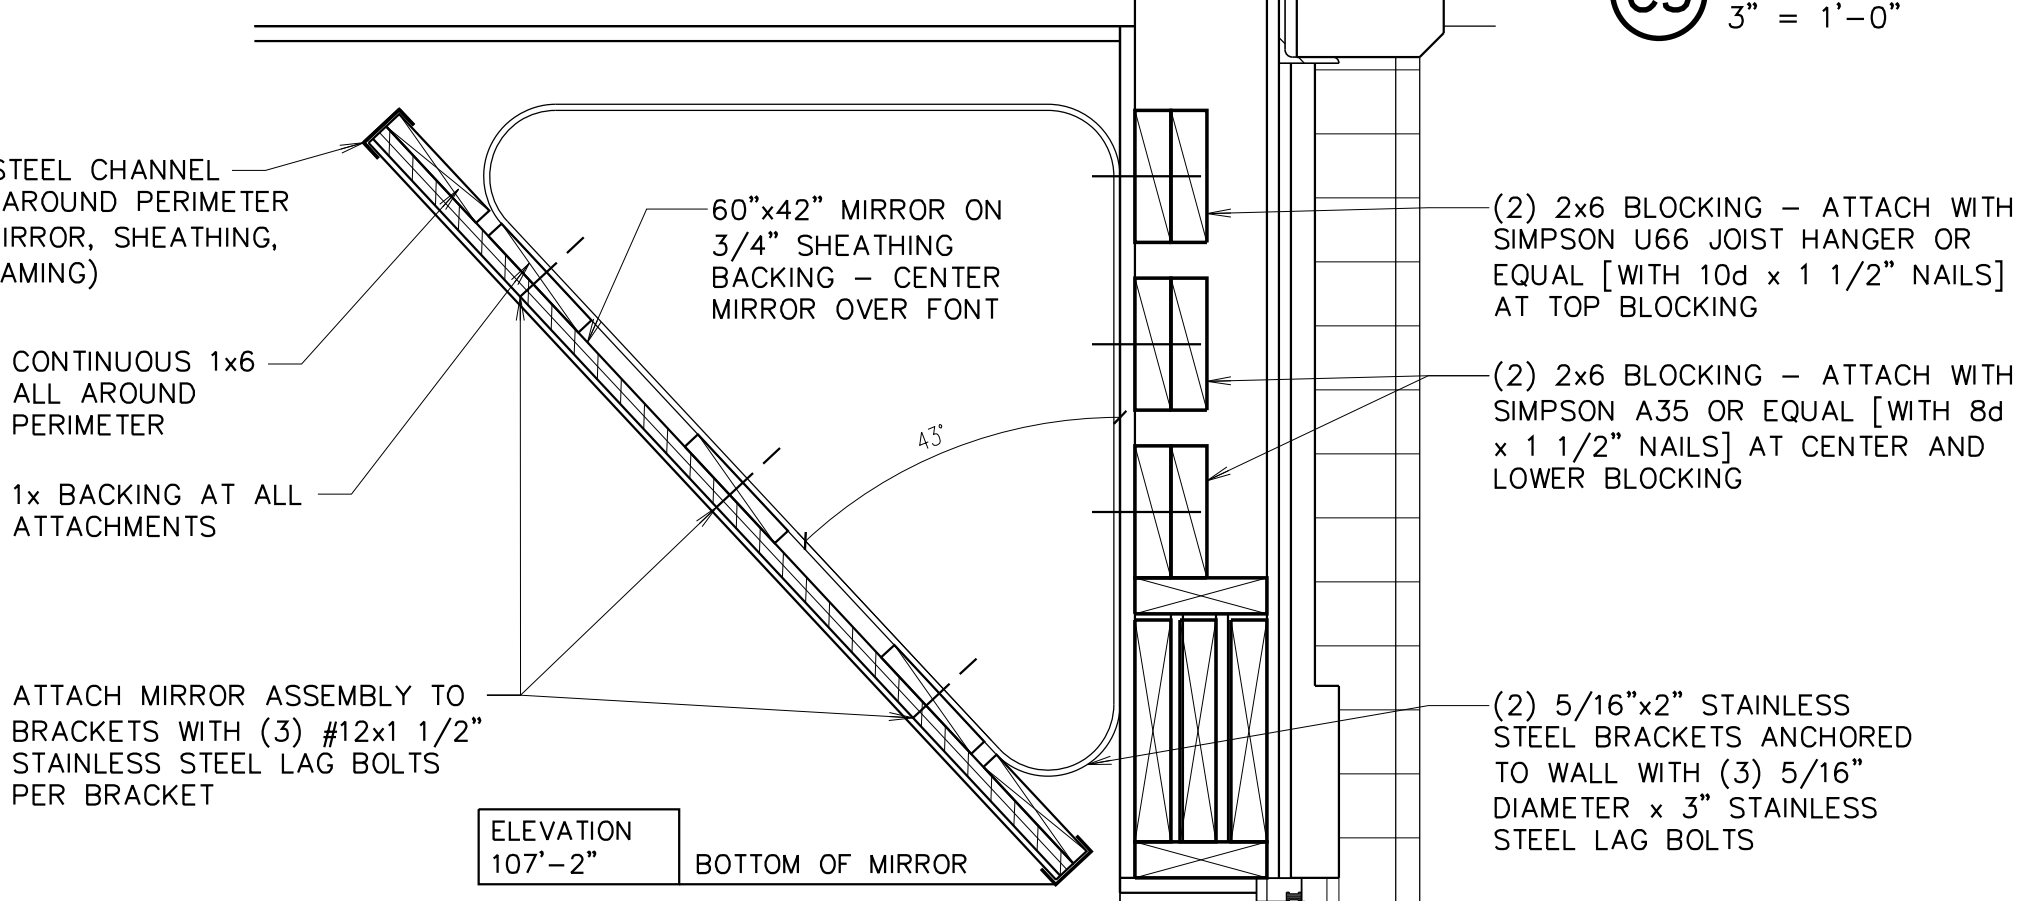 3" = 1'-0"
STEEL CHANNEL
AROUND PERIMETER
SHEATHING,
60"x42" MIRROR ON
3/4" SHEATHING
BACKING – CENTER
MIRROR OVER FONT
(2) 2x6 BLOCKING – ATTACH WITH
SIMPSON U66 JOIST HANGER OR
EQUAL [WITH 10d x 1 1/2" NAILS]
AT TOP BLOCKING
CONTINUOUS 1x6
ALL AROUND
PERIMETER
(2) 2x6 BLOCKING – ATTACH WITH
SIMPSON A35 OR EQUAL [WITH 8d
x 1 1/2" NAILS] AT CENTER AND
LOWER BLOCKING
43°
1x BACKING AT ALL
ATTACHMENTS
ATTACH MIRROR ASSEMBLY TO
BRACKETS WITH (3) #12x1 1/2"
STAINLESS STEEL LAG BOLTS
PER BRACKET
(2) 5/16"x2" STAINLESS
STEEL BRACKETS ANCHORED
TO WALL WITH (3) 5/16"
DIAMETER x 3" STAINLESS
STEEL LAG BOLTS
ELEVATION
107'-2"
BOTTOM OF MIRROR